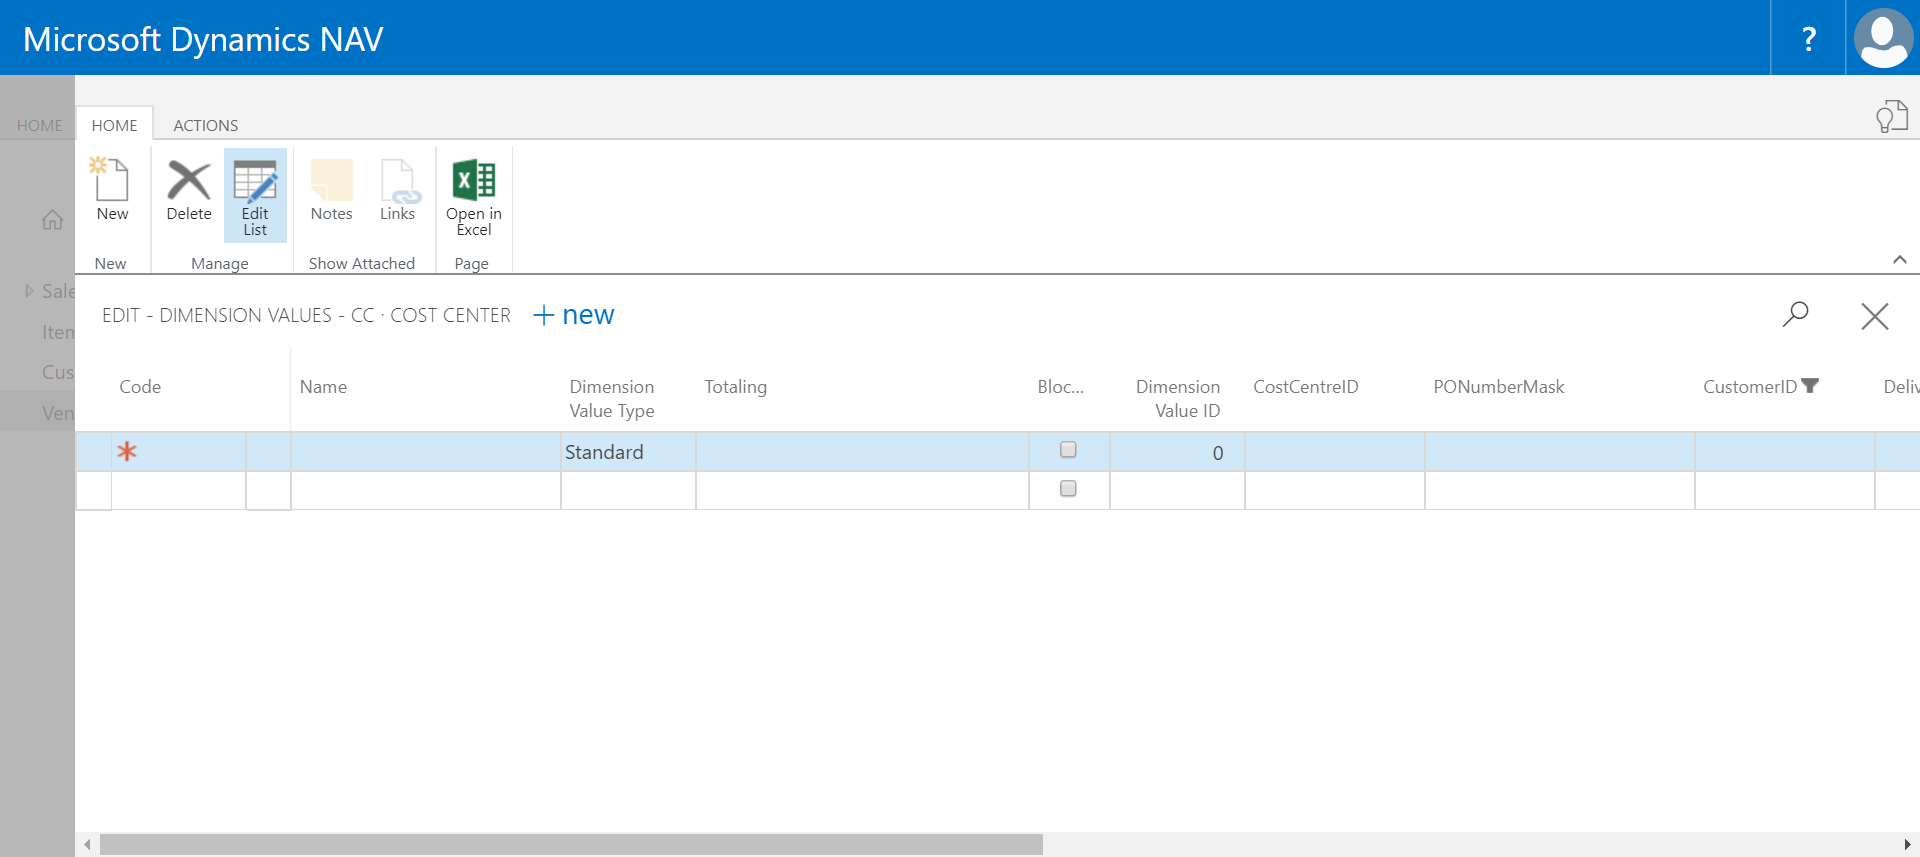 Microsoft Dynamics NAV
?
HOME
HOME
ACTIONS
New
Delete
Edit
List
Notes
Links
Open in
Excel
New
Manage
Show Attached
Page
Sale
Item
Cus
Ven
EDIT - DIMENSION VALUES - CC · COST CENTER
+ new
Code
Name
Dimension
Value Type
Totaling
Bloc...
Dimension
Value ID
CostCentreID
PONumberMask
CustomerID
Deliv
Standard
0